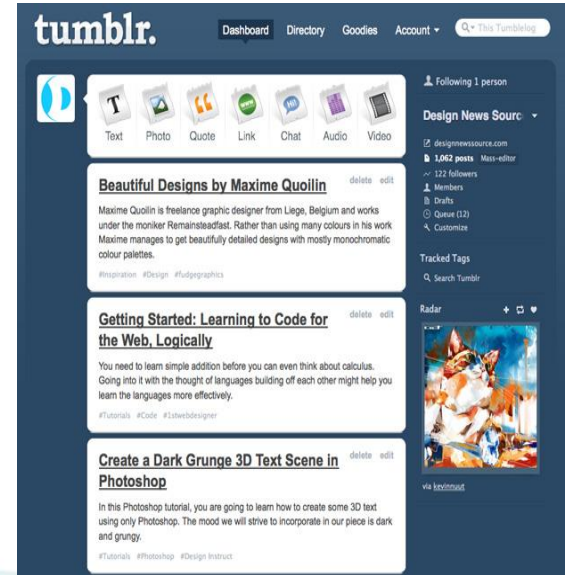 tumblr.
Dashboard Directory Goodies Account
This Tumblelog
Text Photo Quote Link Chat Audio Video
Beautiful Designs by Maxime Quoilin
delete edit
Maxime Quoilin is freelance graphic designer from Liege, Belgium and works
under the moniker Remainsteadfast. Rather than using many colours in his work
Maxime manages to get beautifully detailed designs with mostly monochromatic
colour palettes.
#Inspiration #Design #fudgegraphics
Getting Started: Learning to Code for
the Web, Logically
delete edit
You need to learn simple addition before you can even think about calculus.
Going into it with the thought of languages building off each other might help you
learn the languages more effectively.
#Tutorials #Code #1stwebdesigner
Create a Dark Grunge 3D Text Scene in
Photoshop
delete edit
In this Photoshop tutorial, you are going to learn how to create some 3D text
using only Photoshop. The mood we will strive to incorporate in our piece is dark
and grungy.
#Tutorials #Photoshop #Design Instruct
Following 1 person
Design News Sourc
designnewssource.com
1,062 posts Mass-editor
122 followers
Members
Drafts
Queue (12)
Customize
Tracked Tags
Search Tumblr
Radar
via kevinnuut